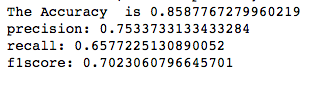 The Accuracy  is 0.8587767279960219
precision: 0.7533733133433284
recall: 0.6577225130890052
f1score: 0.7023060796645701